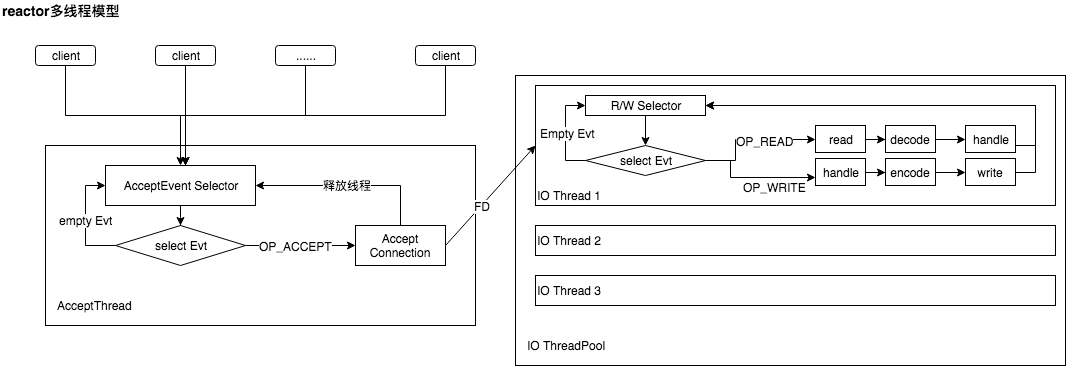 reactor多线程模型
client
client
......
client
AcceptEvent Selector
empty Evt
select Evt
OP_ACCEPT
释放线程
Accept
Connection
AcceptThread
FD
R/W Selector
Empty Evt
select Evt
OP_READ
read
decode
handle
OP_WRITE
handle
encode
write
IO Thread 1
IO Thread 2
IO Thread 3
IO ThreadPool